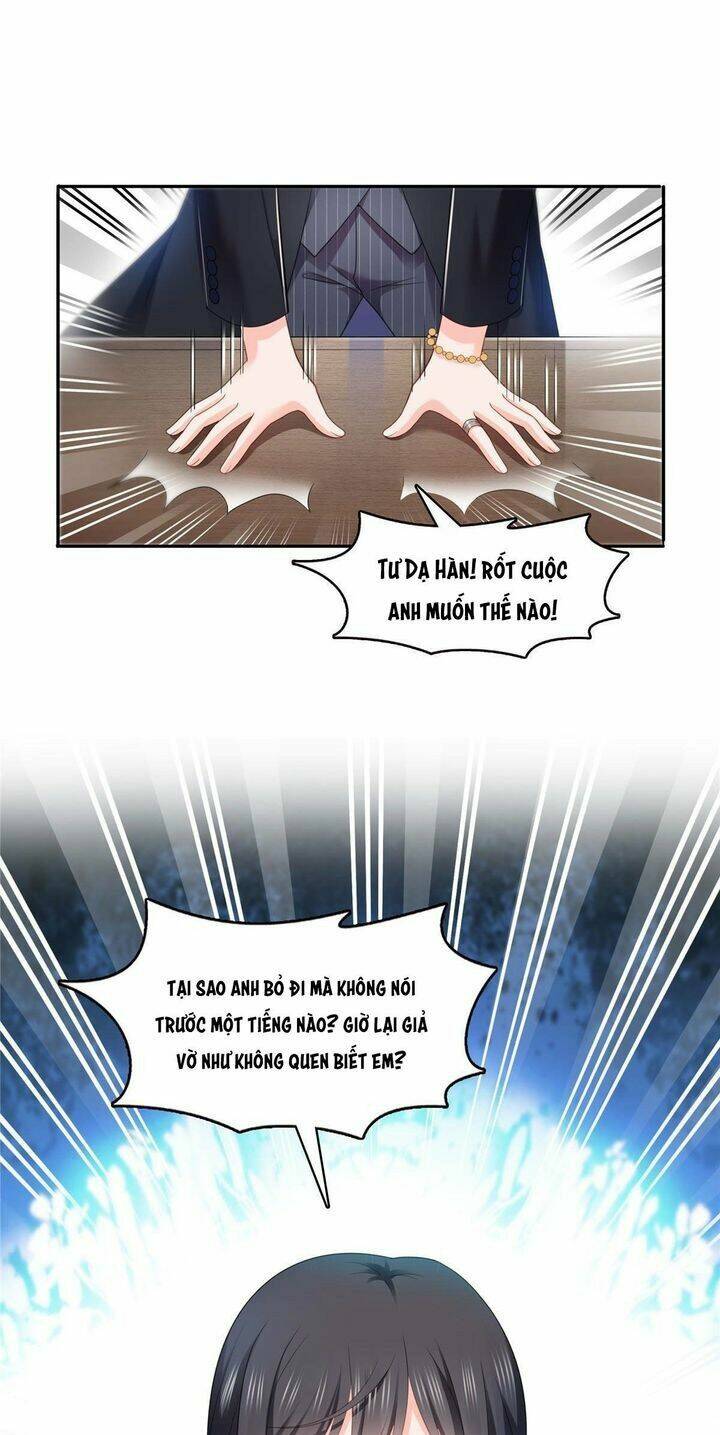 TƯ DẠ HÀN! RỐT CUỘC
ANH MUỐN THẾ NÀO!
TẠI SAO ANH BỎ ĐI MÀ KHÔNG NÓI
TRƯỚC MỘT TIẾNG NÀO? GIỜ LẠI GIẢ
VỜ NHƯ KHÔNG QUEN BIẾT EM?